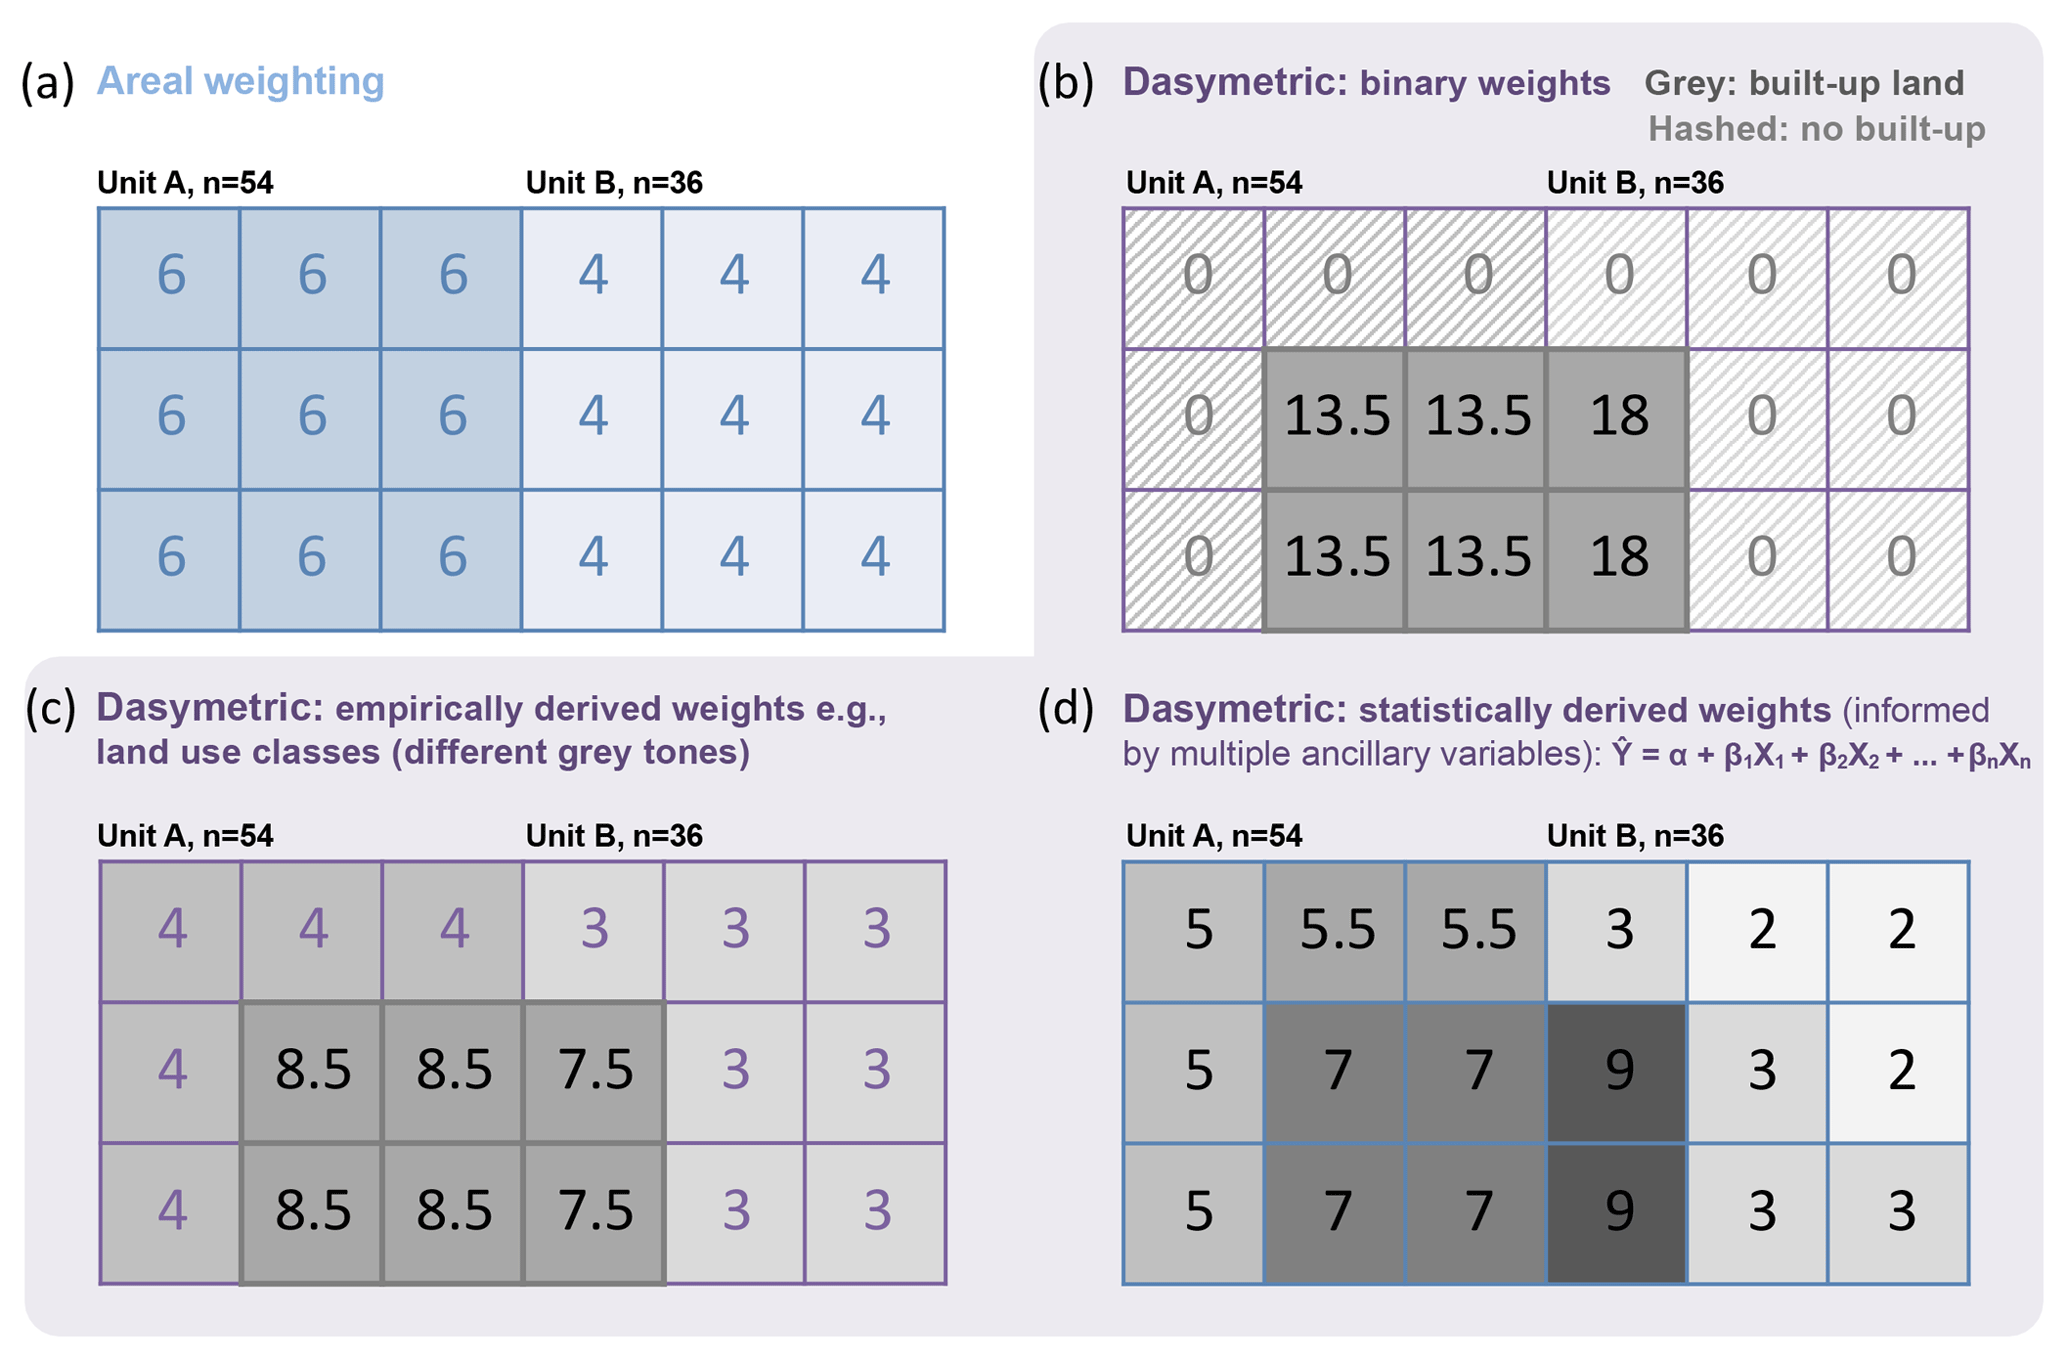 (a) Areal weighting
Unit A, n=54 Unit B, n=36
6 6 6 4 4 4
6 6 6 4 4 4
6 6 6 4 4 4
(b) Dasymetric: binary weights Grey: built-up land
Hashed: no built-up
Unit A, n=54 Unit B, n=36
0 0 0 0 0 0
0 13.5 13.5 18 0 0
0 13.5 13.5 18 0 0
(c) Dasymetric: empirically derived weights e.g.,
land use classes (different grey tones)
Unit A, n=54 Unit B, n=36
4 4 4 3 3 3
4 8.5 8.5 7.5 3 3
4 8.5 8.5 7.5 3 3
(d) Dasymetric: statistically derived weights (informed
by multiple ancillary variables): Ŷ = α + β₁X₁ + β₂X₂ + ... + βₙXₙ
Unit A, n=54 Unit B, n=36
5 5.5 5.5 3 2 2
5 7 7 9 3 2
5 7 7 9 3 3